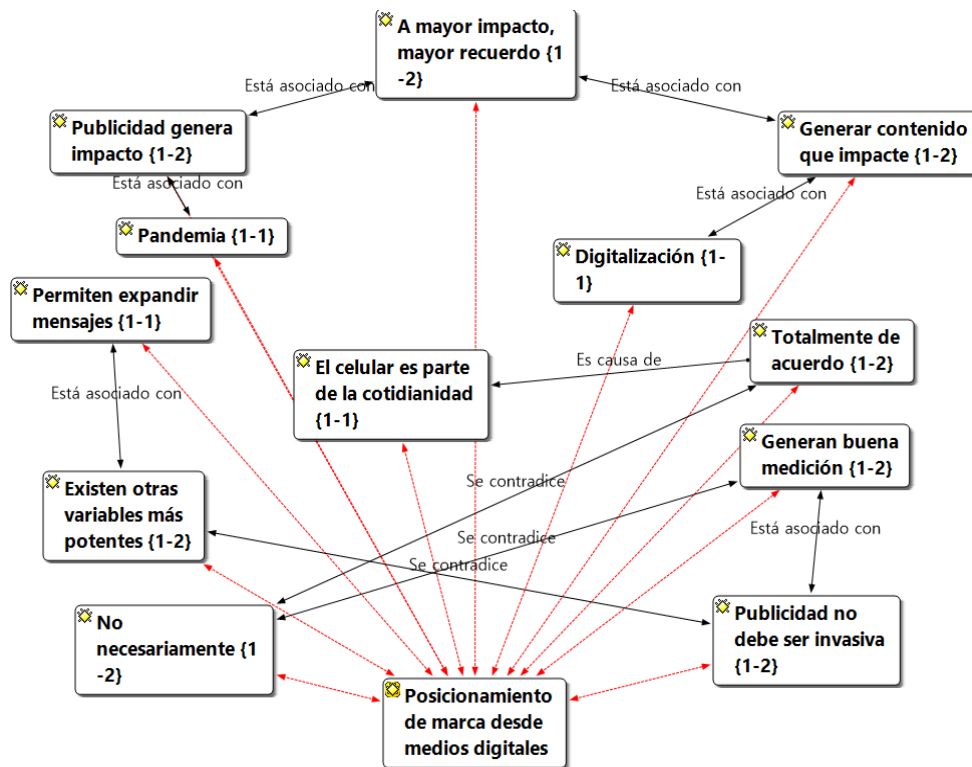 A mayor impacto,
mayor recuerdo {1
-2}
Está asociado con
Está asociado con
Publicidad genera
impacto {1-2}
Generar contenido
que impacte {1-2}
Está asociado con
Está asociado con
Pandemia {1-1}
Digitalización {1-
1}
Permiten expandir
mensajes {1-1}
Totalmente de
acuerdo {1-2}
El celular es parte
de la cotidianidad
{1-1}
Es causa de
Está asociado con
Generan buena
medición {1-2}
Existen otras
variables más
potentes {1-2}
Se contradice
Está asociado con
Se contradice
Se contradice
No
necesariamente {1
-2}
Publicidad no
debe ser invasiva
{1-2}
Posicionamiento
de marca desde
medios digitales